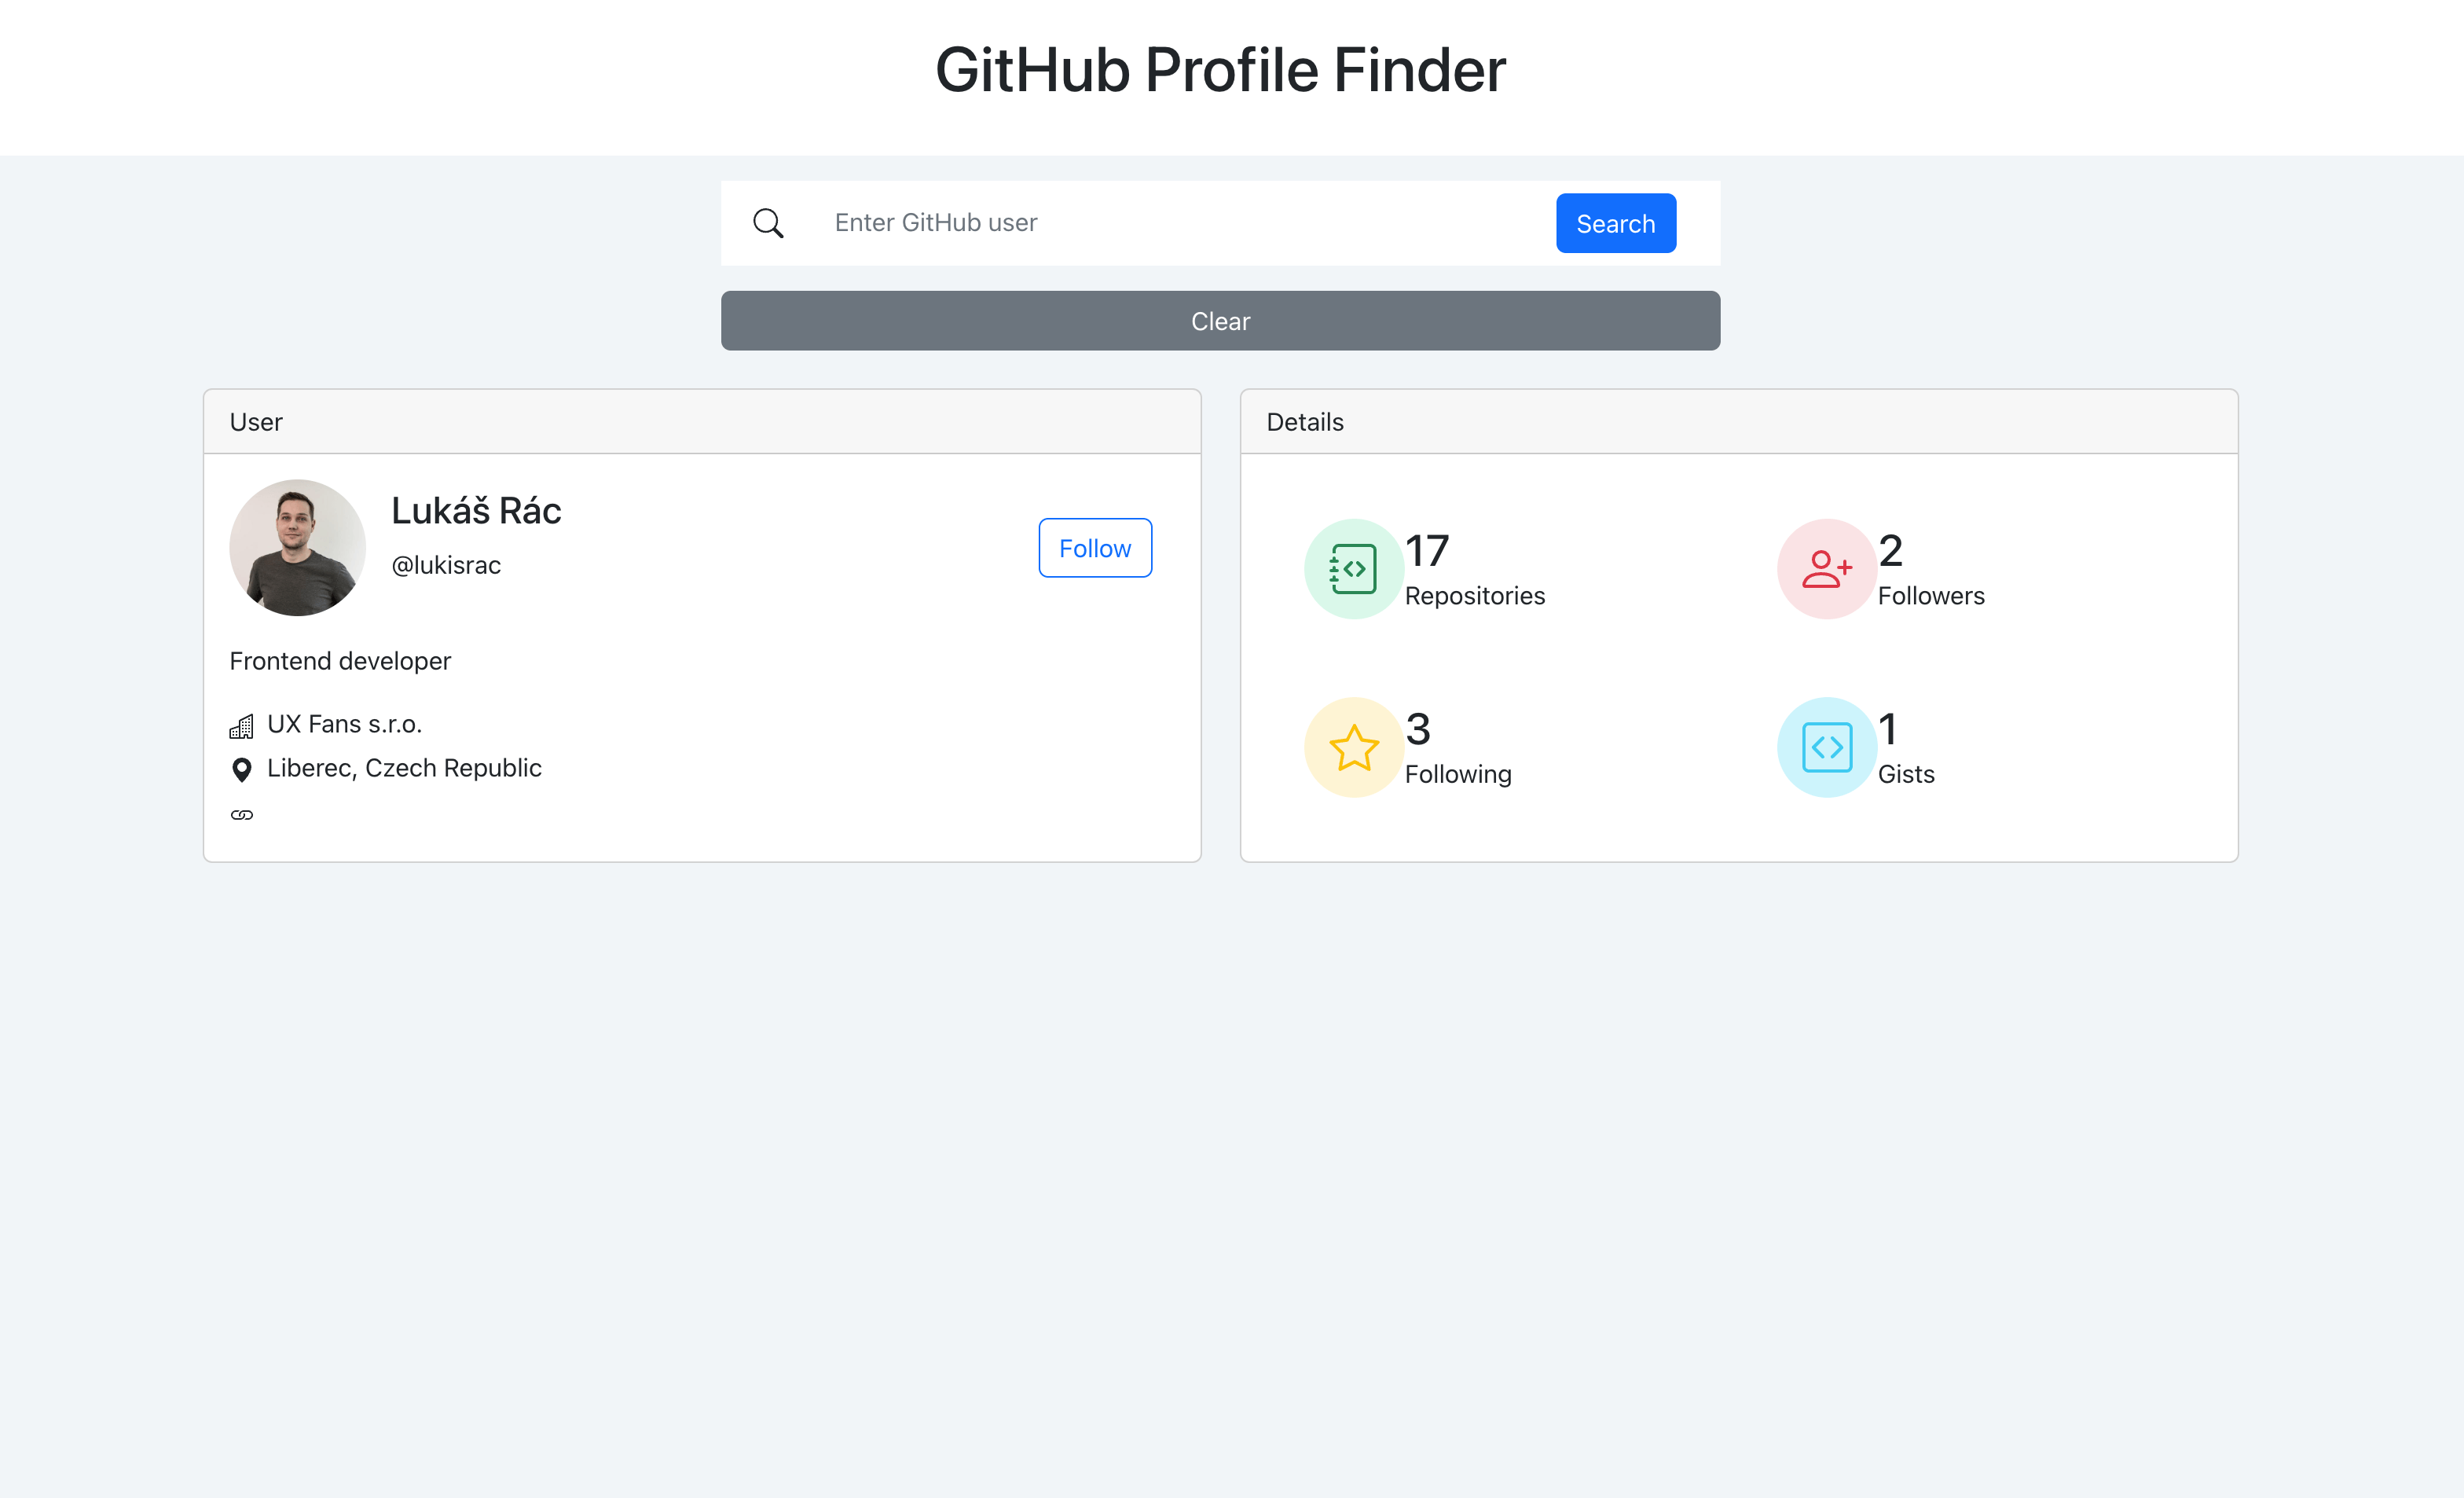 GitHub Profile Finder
Enter GitHub user
Search
Clear
User
Lukáš Rác
@lukisrac
Follow
Frontend developer
UX Fans s.r.o.
Liberec, Czech Republic
Details
17
Repositories
2
Followers
3
Following
1
Gists